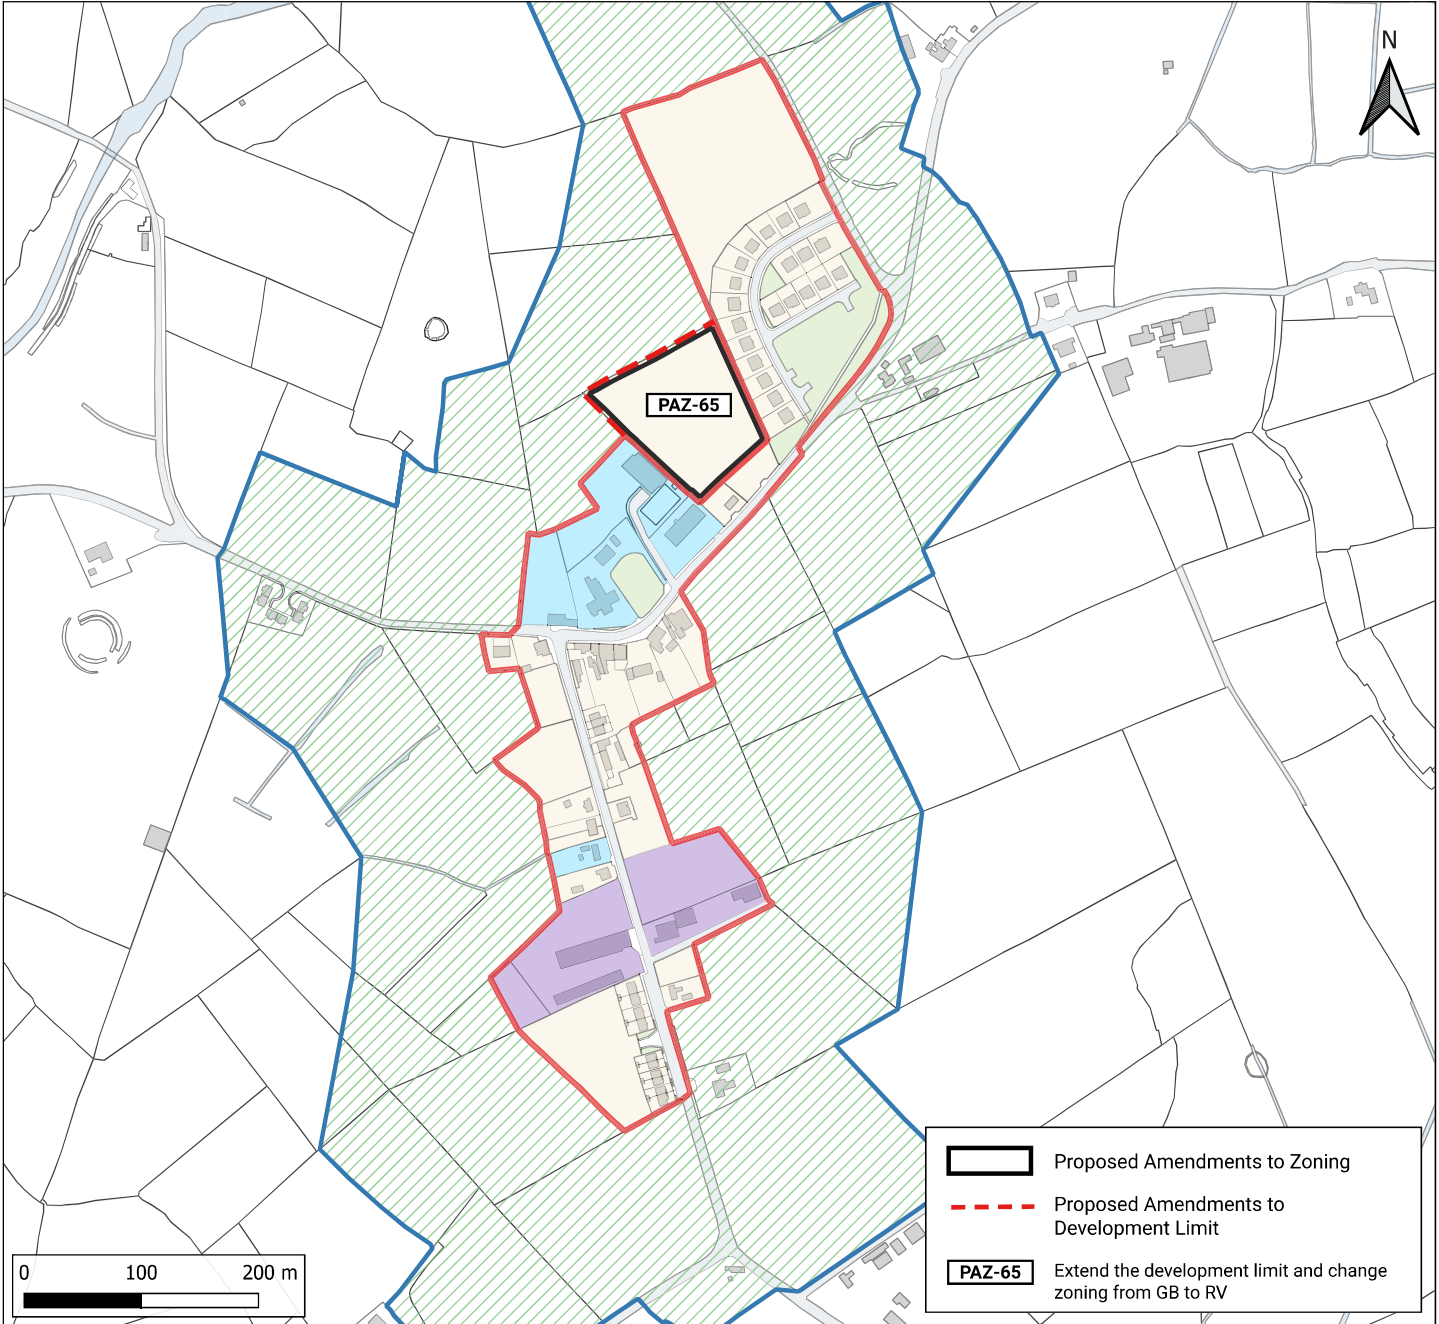 N
PAZ-65
Proposed Amendments to Zoning
Proposed Amendments to
Development Limit
PAZ-65
Extend the development limit and change
zoning from GB to RV
0 100 200 m